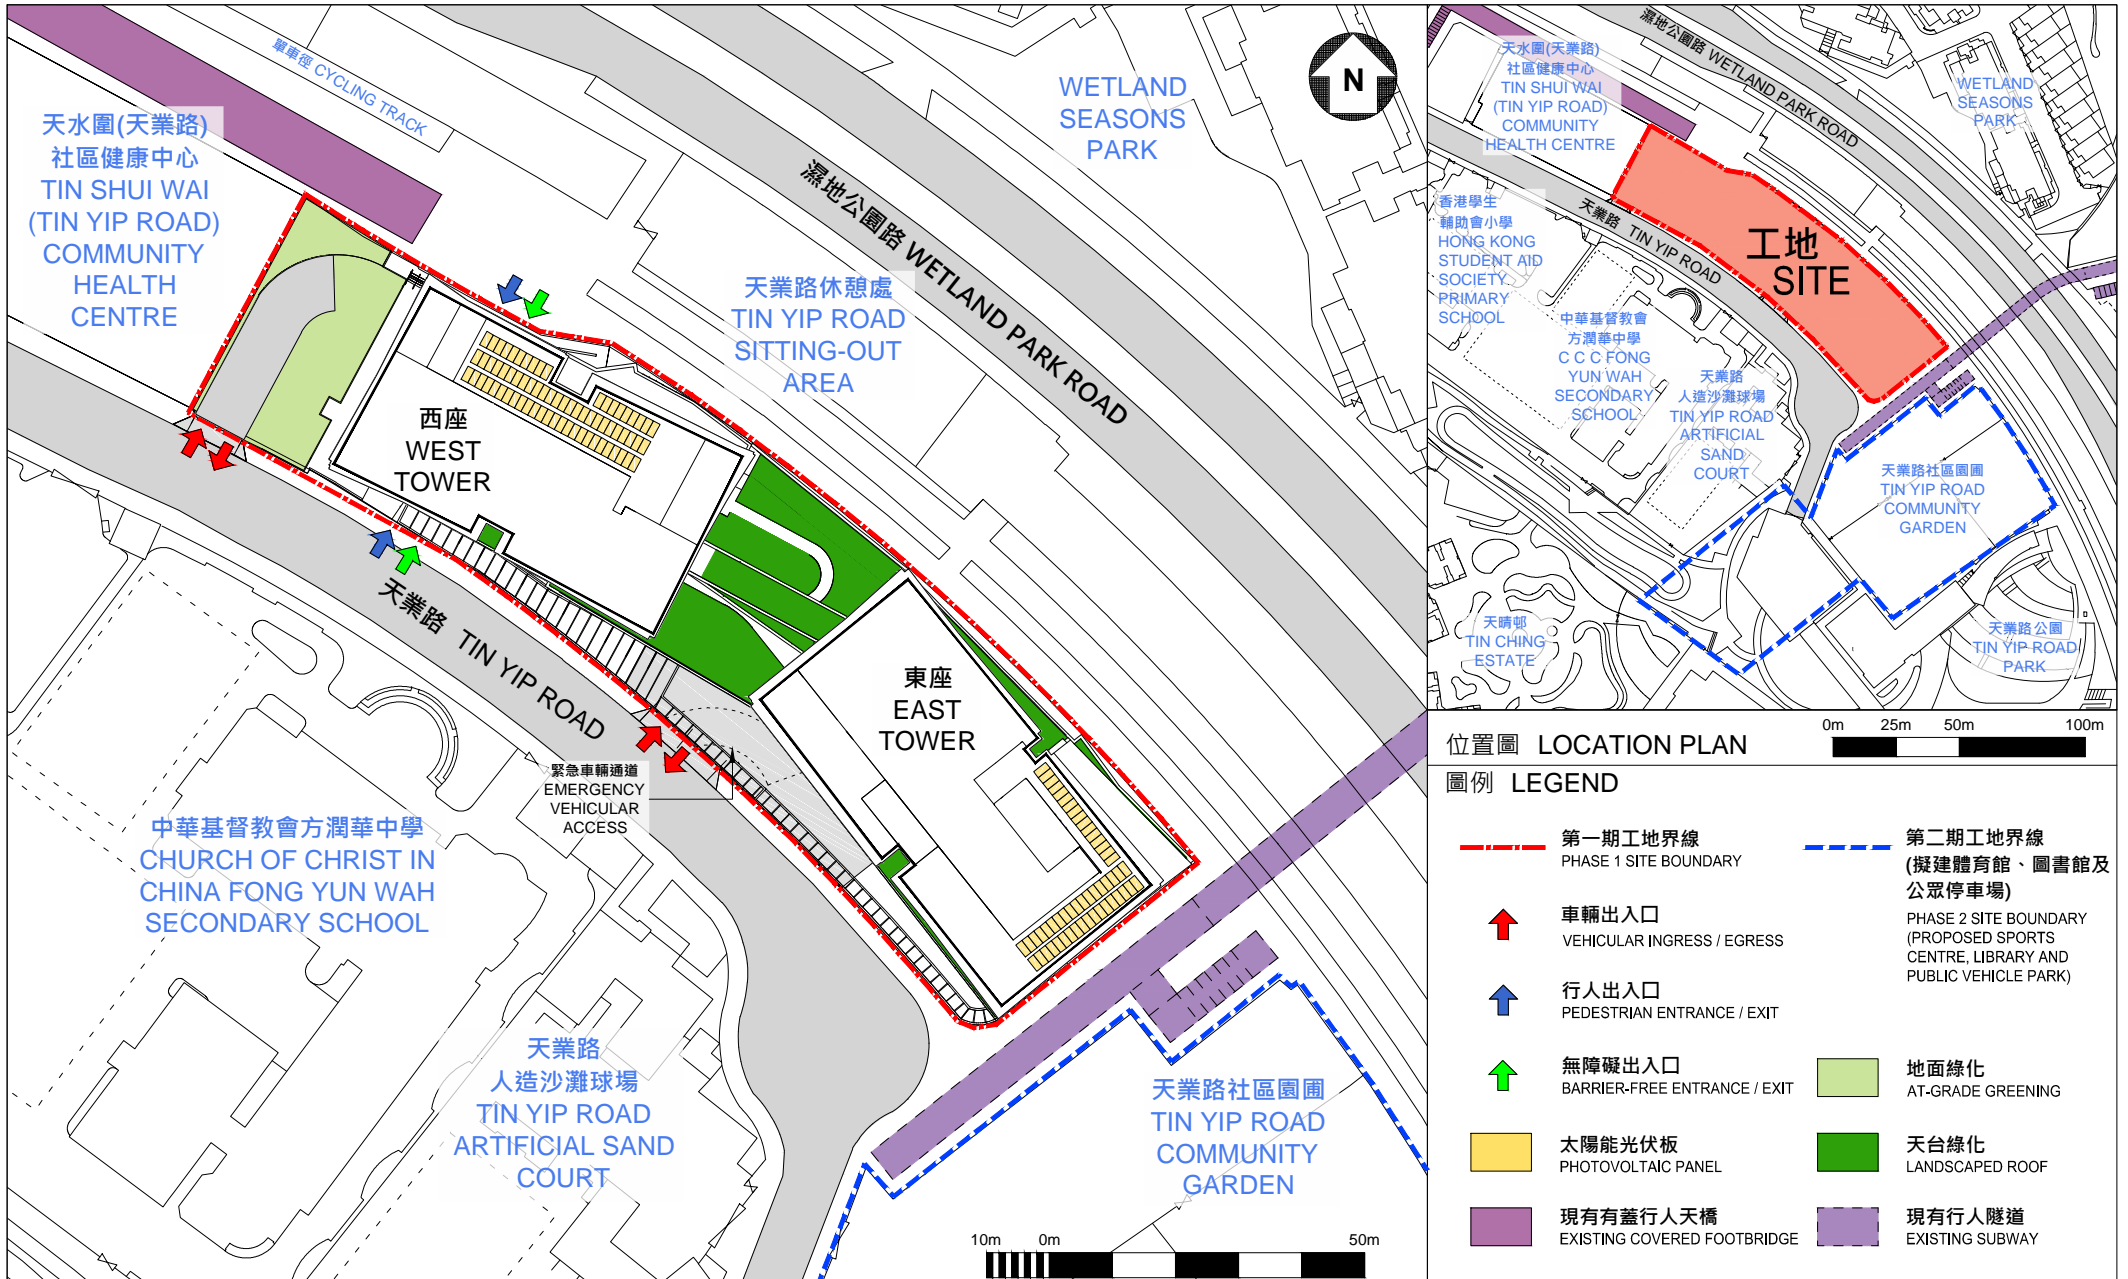 單車徑 CYCLING TRACK
天水圍(天業路)
社區健康中心
TIN SHUI WAI
(TIN YIP ROAD)
COMMUNITY
HEALTH
CENTRE
WETLAND
SEASONS
PARK
N
濕地公園路 WETLAND PARK ROAD
天業路休憩處
TIN YIP ROAD
SITTING-OUT
AREA
西座
WEST
TOWER
天業路 TIN YIP ROAD
東座
EAST
TOWER
緊急車輛通道
EMERGENCY
VEHICULAR
ACCESS
中華基督教會方潤華中學
CHURCH OF CHRIST IN
CHINA FONG YUN WAH
SECONDARY SCHOOL
天業路
人造沙灘球場
TIN YIP ROAD
ARTIFICIAL SAND
COURT
天業路社區園圃
TIN YIP ROAD
COMMUNITY
GARDEN
10m 0m 50m
濕地公園路 WETLAND PARK ROAD
天水圍(天業路)
社區健康中心
TIN SHUI WAI
(TIN YIP ROAD)
COMMUNITY
HEALTH CENTRE
WETLAND
SEASONS
PARK
香港學生
輔助會小學
HONG KONG
STUDENT AID
SOCIETY
PRIMARY
SCHOOL
天業路 TIN YIP ROAD
工地
SITE
中華基督教會
方潤華中學
C C C FONG
YUN WAH
SECONDARY
SCHOOL
天業路
人造沙灘球場
TIN YIP ROAD
ARTIFICIAL
SAND
COURT
天業路社區園圃
TIN YIP ROAD
COMMUNITY
GARDEN
天晴邨
TIN CHING
ESTATE
天業路公園
TIN YIP ROAD
PARK
位置圖 LOCATION PLAN
0m 25m 50m 100m
圖例 LEGEND
第一期工地界線
PHASE 1 SITE BOUNDARY
車輛出入口
VEHICULAR INGRESS / EGRESS
行人出入口
PEDESTRIAN ENTRANCE / EXIT
無障礙出入口
BARRIER-FREE ENTRANCE / EXIT
太陽能光伏板
PHOTOVOLTAIC PANEL
現有有蓋行人天橋
EXISTING COVERED FOOTBRIDGE
第二期工地界線
(擬建體育館、圖書館及
公眾停車場)
PHASE 2 SITE BOUNDARY
(PROPOSED SPORTS
CENTRE, LIBRARY AND
PUBLIC VEHICLE PARK)
地面綠化
AT-GRADE GREENING
天台綠化
LANDSCAPED ROOF
現有行人隧道
EXISTING SUBWAY